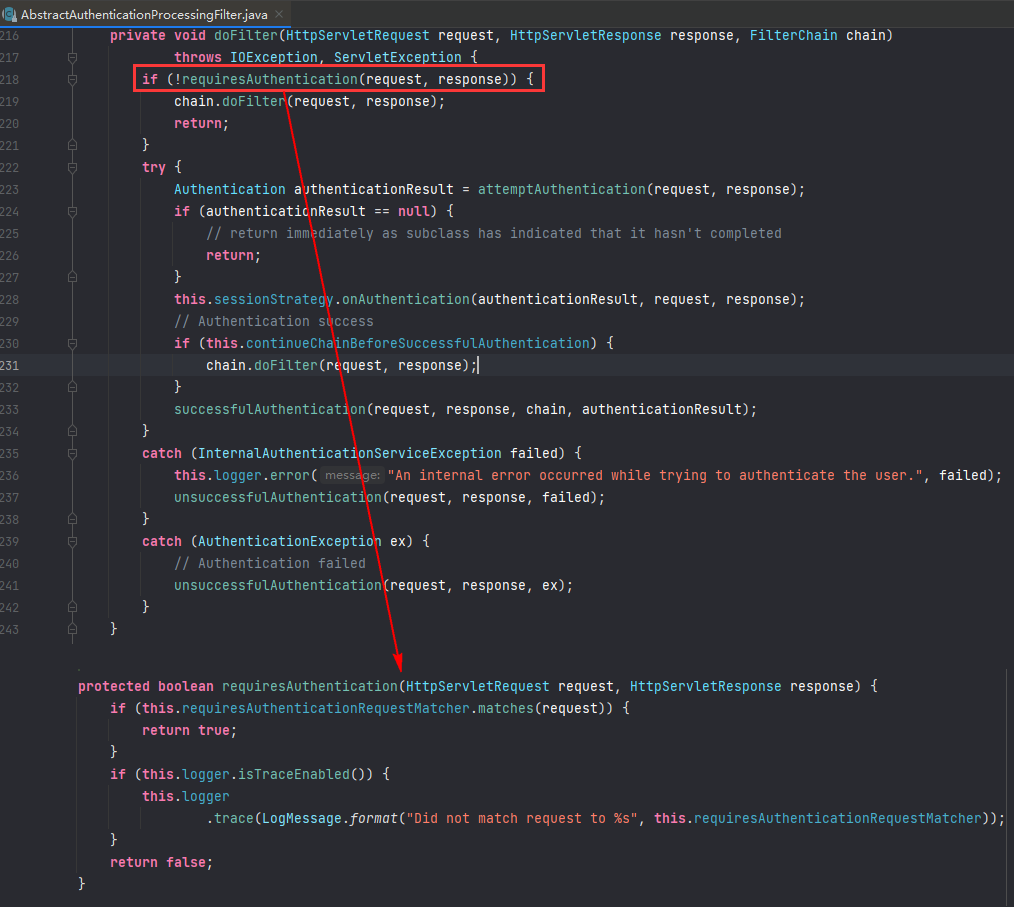 AbstractAuthenticationProcessingFilter.java
216 private void doFilter(HttpServletRequest request, HttpServletResponse response, FilterChain chain)
217 throws IOException, ServletException {
218 if (!requiresAuthentication(request, response)) {
219 chain.doFilter(request, response);
220 return;
221 }
222 try {
223 Authentication authenticationResult = attemptAuthentication(request, response);
224 if (authenticationResult == null) {
225 // return immediately as subclass has indicated that it hasn't completed
226 return;
227 }
228 this.sessionStrategy.onAuthentication(authenticationResult, request, response);
229 // Authentication success
230 if (this.continueChainBeforeSuccessfulAuthentication) {
231 chain.doFilter(request, response);
232 }
233 successfulAuthentication(request, response, chain, authenticationResult);
234 }
235 catch (InternalAuthenticationServiceException failed) {
236 this.logger.error( message: "An internal error occurred while trying to authenticate the user.", failed);
237 unsuccessfulAuthentication(request, response, failed);
238 }
239 catch (AuthenticationException ex) {
240 // Authentication failed
241 unsuccessfulAuthentication(request, response, ex);
242 }
243 }
protected boolean requiresAuthentication(HttpServletRequest request, HttpServletResponse response) {
if (this.requiresAuthenticationRequestMatcher.matches(request)) {
return true;
}
if (this.logger.isTraceEnabled()) {
this.logger
.trace(LogMessage.format("Did not match request to %s", this.requiresAuthenticationRequestMatcher));
}
return false;
}